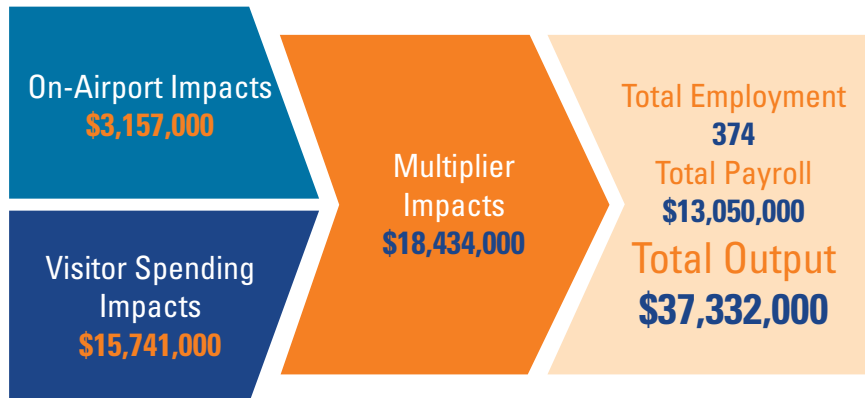 On-Airport Impacts
$3,157,000
Visitor Spending
Impacts
$15,741,000
Multiplier
Impacts
$18,434,000
Total Employment
374
Total Payroll
$13,050,000
Total Output
$37,332,000